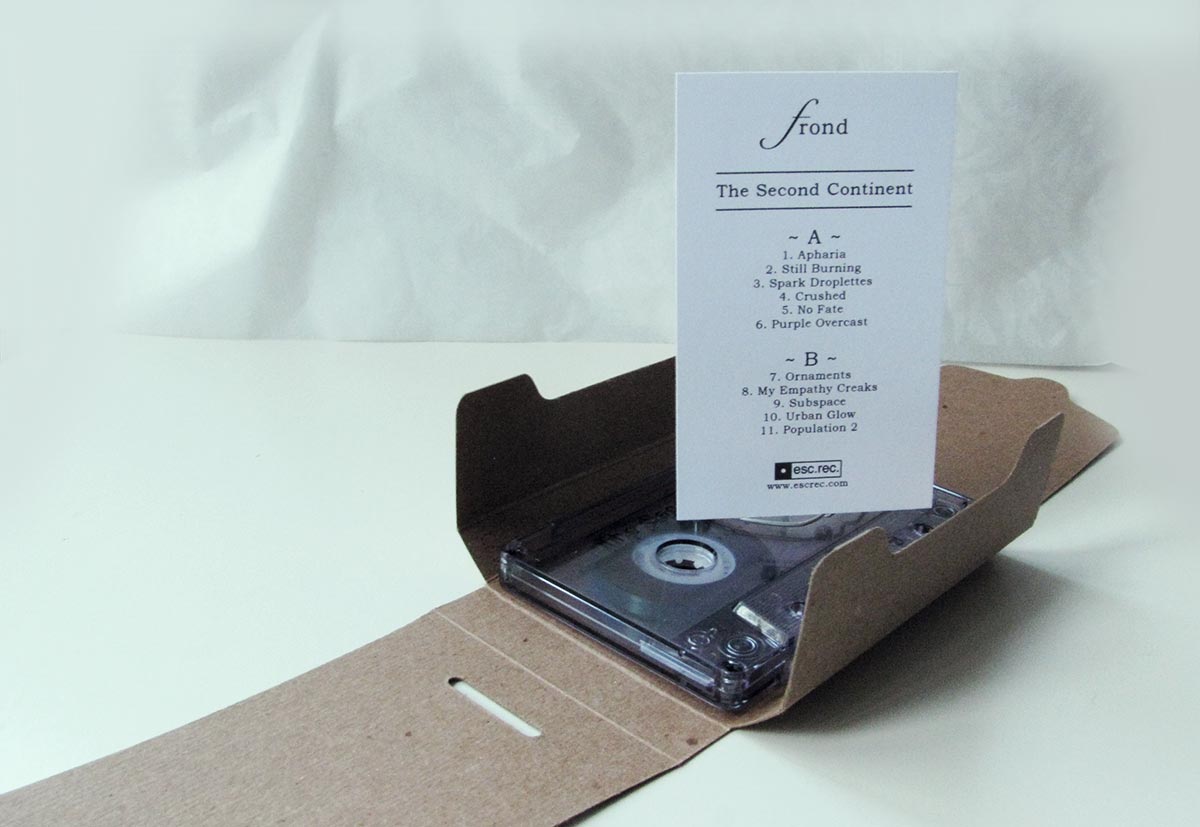 frond
The Second Continent
~ A ~
1. Apharia
2. Still Burning
3. Spark Droplettes
4. Crushed
5. No Fate
6. Purple Overcast
~ B ~
7. Ornaments
8. My Empathy Creaks
9. Subspace
10. Urban Glow
11. Population 2
esc.rec.
www.escrec.com